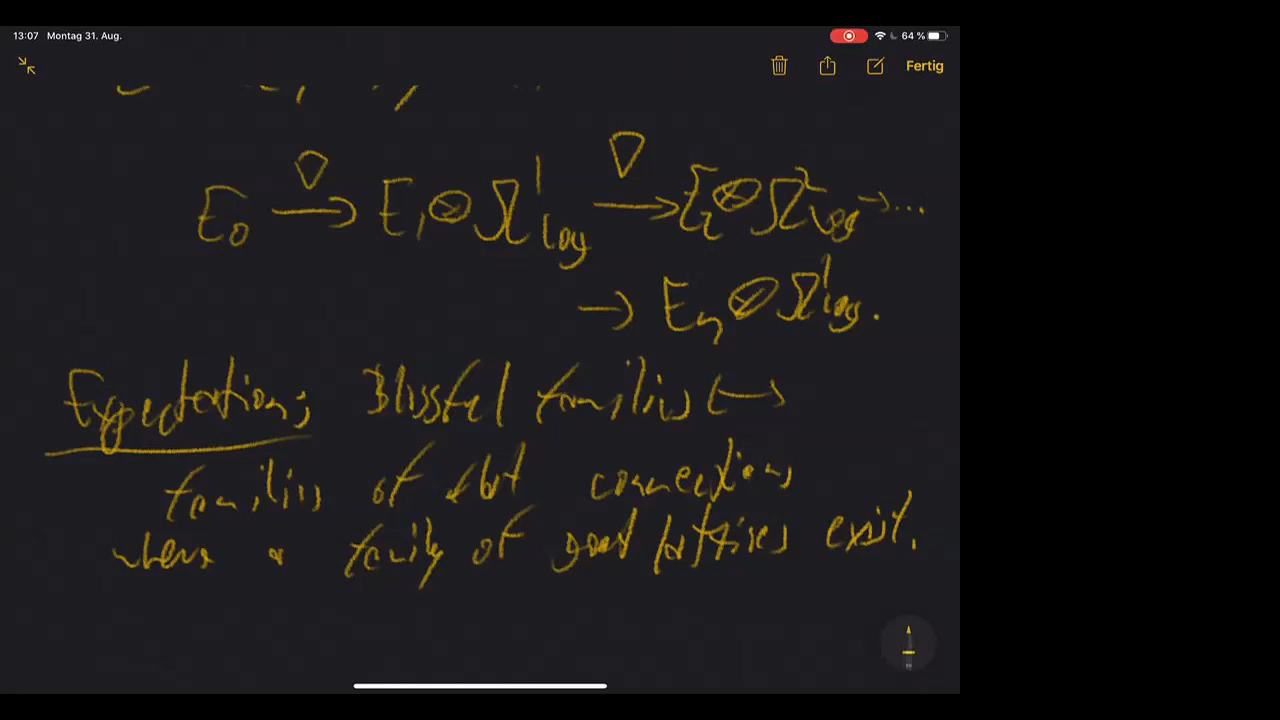 13:07 Montag 31. Aug. 64 %
Fertig
E₀ —∇→ E₁ ⊗ Ω¹log —∇→ E₂ ⊗ Ω²log → ...
→ Eₙ ⊗ Ω¹log.
Expectation: Blissful families ↔
families of flat connections
where a family of good lattices exist.